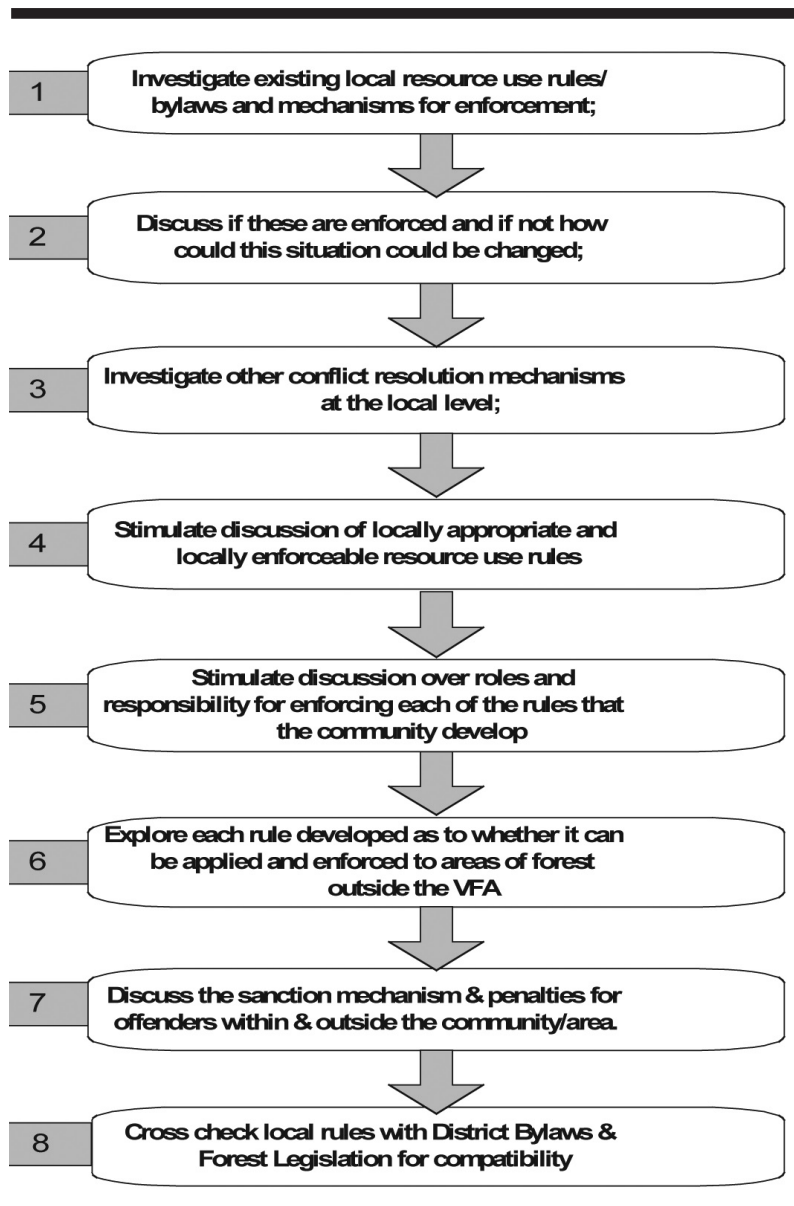 1
Investigate existing local resource use rules/
bylaws and mechanisms for enforcement;
2
Discuss if these are enforced and if not how
could this situation could be changed;
3
Investigate other conflict resolution mechanisms
at the local level;
4
Stimulate discussion of locally appropriate and
locally enforceable resource use rules
5
Stimulate discussion over roles and
responsibility for enforcing each of the rules that
the community develop
6
Explore each rule developed as to whether it can
be applied and enforced to areas of forest
outside the VFA
7
Discuss the sanction mechanism & penalties for
offenders within & outside the community/area.
8
Cross check local rules with District Bylaws &
Forest Legislation for compatibility